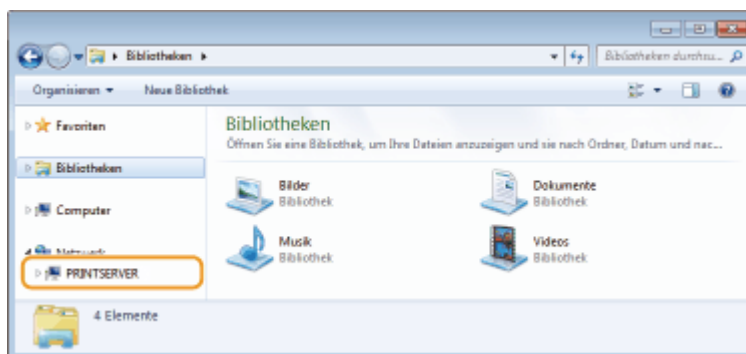 Bibliotheken
Bibliotheken durchsu...
Organisieren
Neue Bibliothek
Favoriten
Bibliotheken
Computer
Netzwerk
PRINTSERVER
Bibliotheken
Öffnen Sie eine Bibliothek, um Ihre Dateien anzuzeigen und sie nach Ordner, Datum und nac...
Bilder
Bibliothek
Dokumente
Bibliothek
Musik
Bibliothek
Videos
Bibliothek
4 Elemente